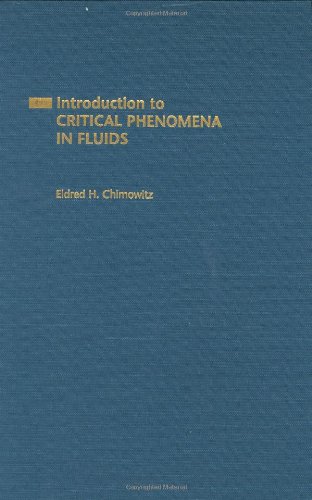 Introduction to
CRITICAL PHENOMENA
IN FLUIDS
Eldred H. Chimowitz